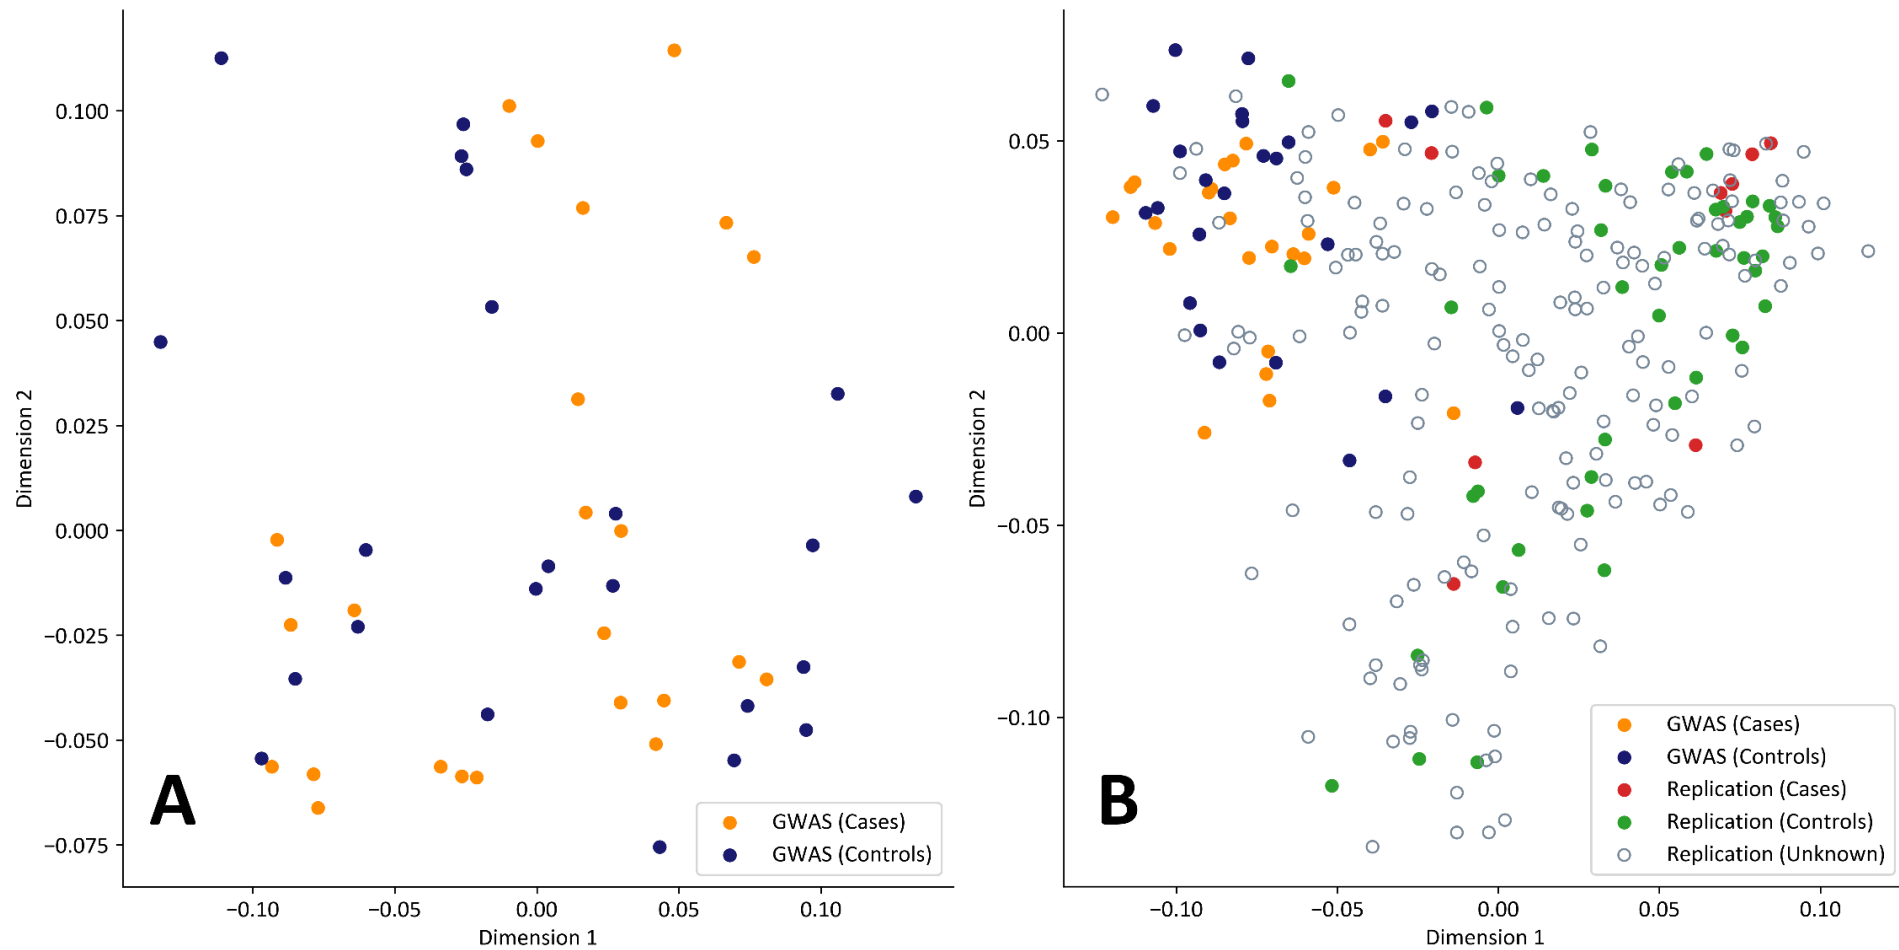 0.100
0.075
0.050
0.025
0.000
−0.025
−0.050
−0.075
Dimension 2
−0.10
−0.05
0.00
0.05
0.10
Dimension 1
A
GWAS (Cases)
GWAS (Controls)
0.05
0.00
−0.05
−0.10
Dimension 2
−0.10
−0.05
0.00
0.05
0.10
Dimension 1
B
GWAS (Cases)
GWAS (Controls)
Replication (Cases)
Replication (Controls)
Replication (Unknown)